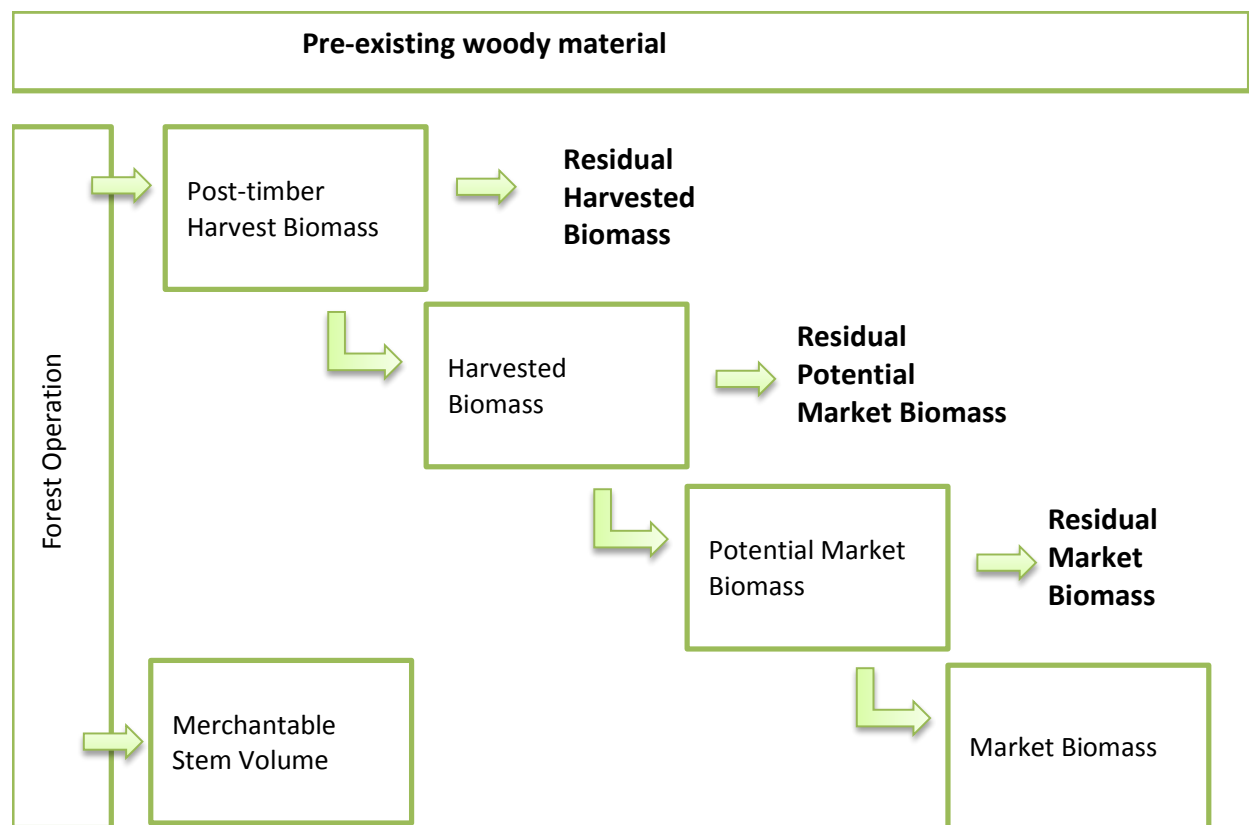 Pre-existing woody material
Forest Operation
Post-timber
Harvest Biomass
Residual
Harvested
Biomass
Harvested
Biomass
Residual
Potential
Market Biomass
Potential Market
Biomass
Residual
Market
Biomass
Merchantable
Stem Volume
Market Biomass